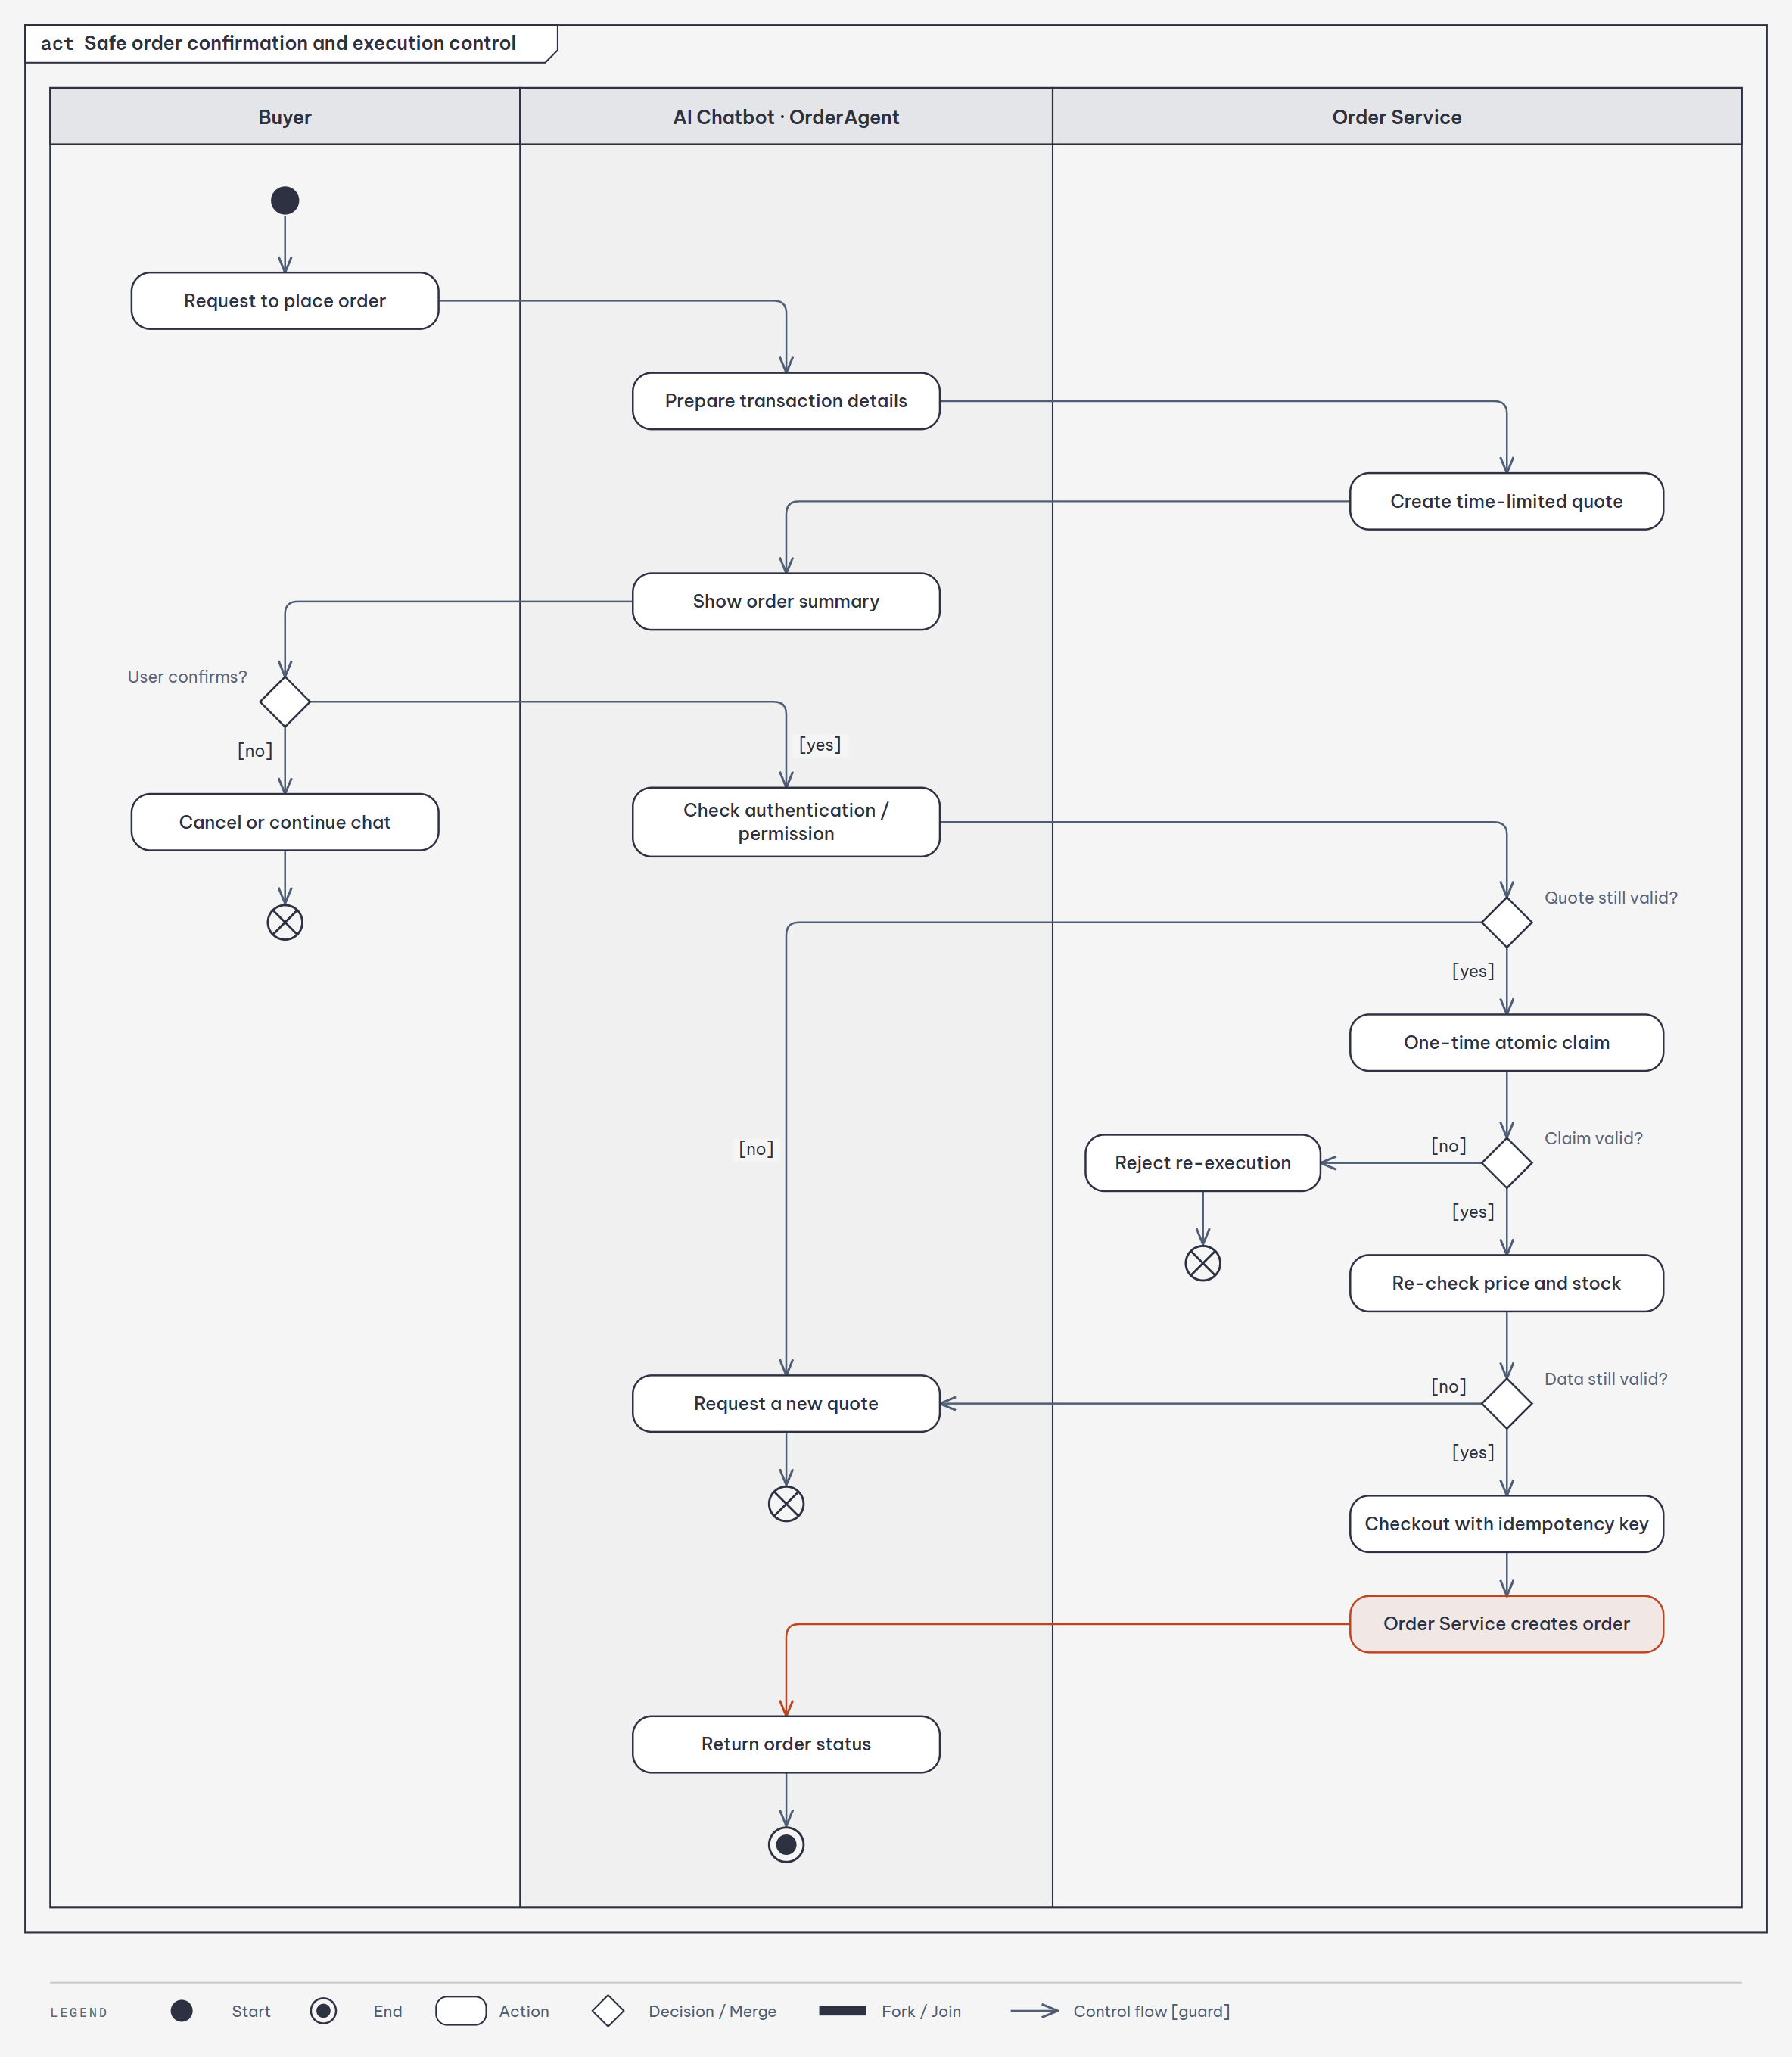 act Safe order confirmation and execution control
Buyer
AI Chatbot · OrderAgent
Order Service
Request to place order
Prepare transaction details
Create time-limited quote
Show order summary
User confirms?
[no]
[yes]
Cancel or continue chat
Check authentication /
permission
Quote still valid?
[yes]
One-time atomic claim
[no]
Claim valid?
[no]
Reject re-execution
[yes]
Re-check price and stock
Data still valid?
[no]
Request a new quote
[yes]
Checkout with idempotency key
Order Service creates order
Return order status
LEGEND
Start
End
Action
Decision / Merge
Fork / Join
Control flow [guard]